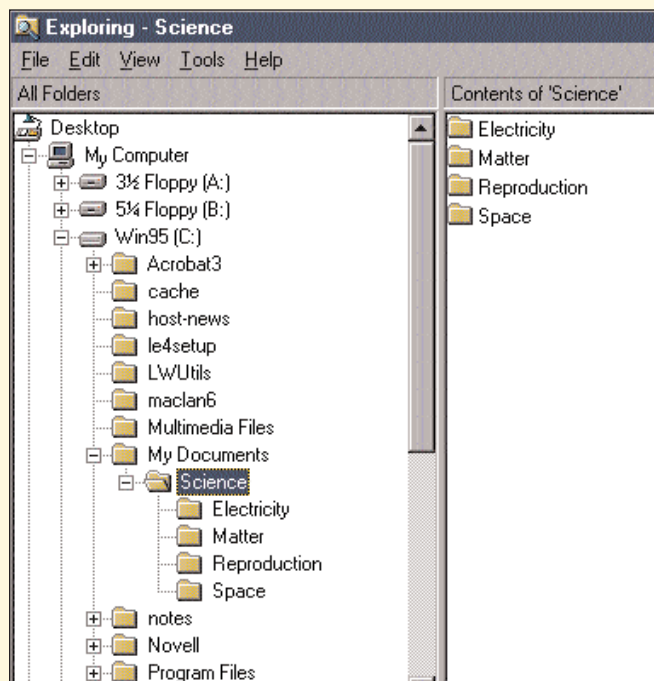 Exploring - Science
File Edit View Tools Help
All Folders
Contents of 'Science'
Desktop
My Computer
3½ Floppy (A:)
5¼ Floppy (B:)
Win95 (C:)
Acrobat3
cache
host-news
le4setup
LWUtils
maclan6
Multimedia Files
My Documents
Science
Electricity
Matter
Reproduction
Space
notes
Novell
Program Files
Electricity
Matter
Reproduction
Space